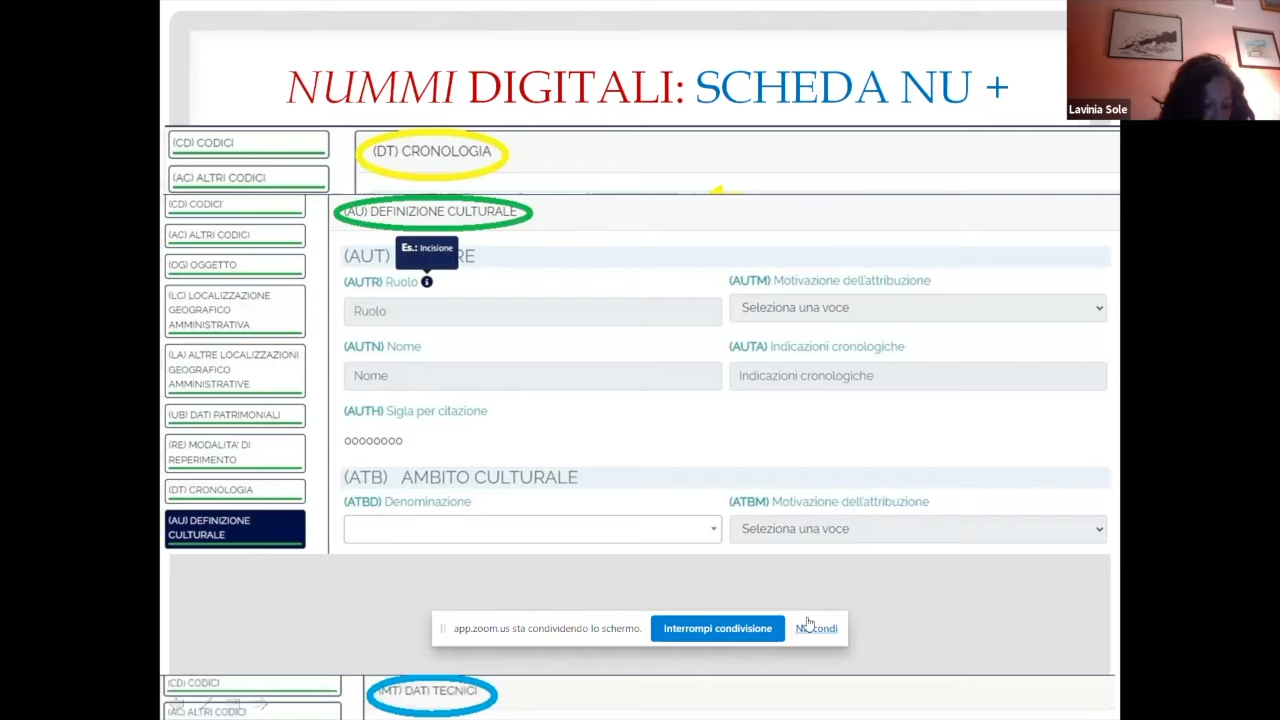 NUMMI DIGITALI: SCHEDA NU +
Lavinia Sole
(CD) CODICI
(AC) ALTRI CODICI
(DT) CRONOLOGIA
(CD) CODICI'
(AC) ALTRI CODICI
(OG) OGGETTO
(LC) LOCALIZZAZIONE
GEOGRAFICO
AMMINISTRATIVA
(LA) ALTRE LOCALIZZAZIONI
GEOGRAFICO
AMMINISTRATIVE
(UB) DATI PATRIMONIALI
(RE) MODALITA' DI
REPERIMENTO
(DT) CRONOLOGIA
(AU) DEFINIZIONE
CULTURALE
(AU) DEFINIZIONE CULTURALE
Es.: Incisione
(AUT) RE
(AUTR) Ruolo
Ruolo
(AUTM) Motivazione dell'attribuzione
Seleziona una voce
(AUTN) Nome
Nome
(AUTA) Indicazioni cronologiche
Indicazioni cronologiche
(AUTH) Sigla per citazione
00000000
(ATB) AMBITO CULTURALE
(ATBD) Denominazione
(ATBM) Motivazione dell'attribuzione
Seleziona una voce
app.zoom.us sta condividendo lo schermo.
Interrompi condivisione
(CD) CODICI
(AC) ALTRI CODICI
(MT) DATI TECNICI